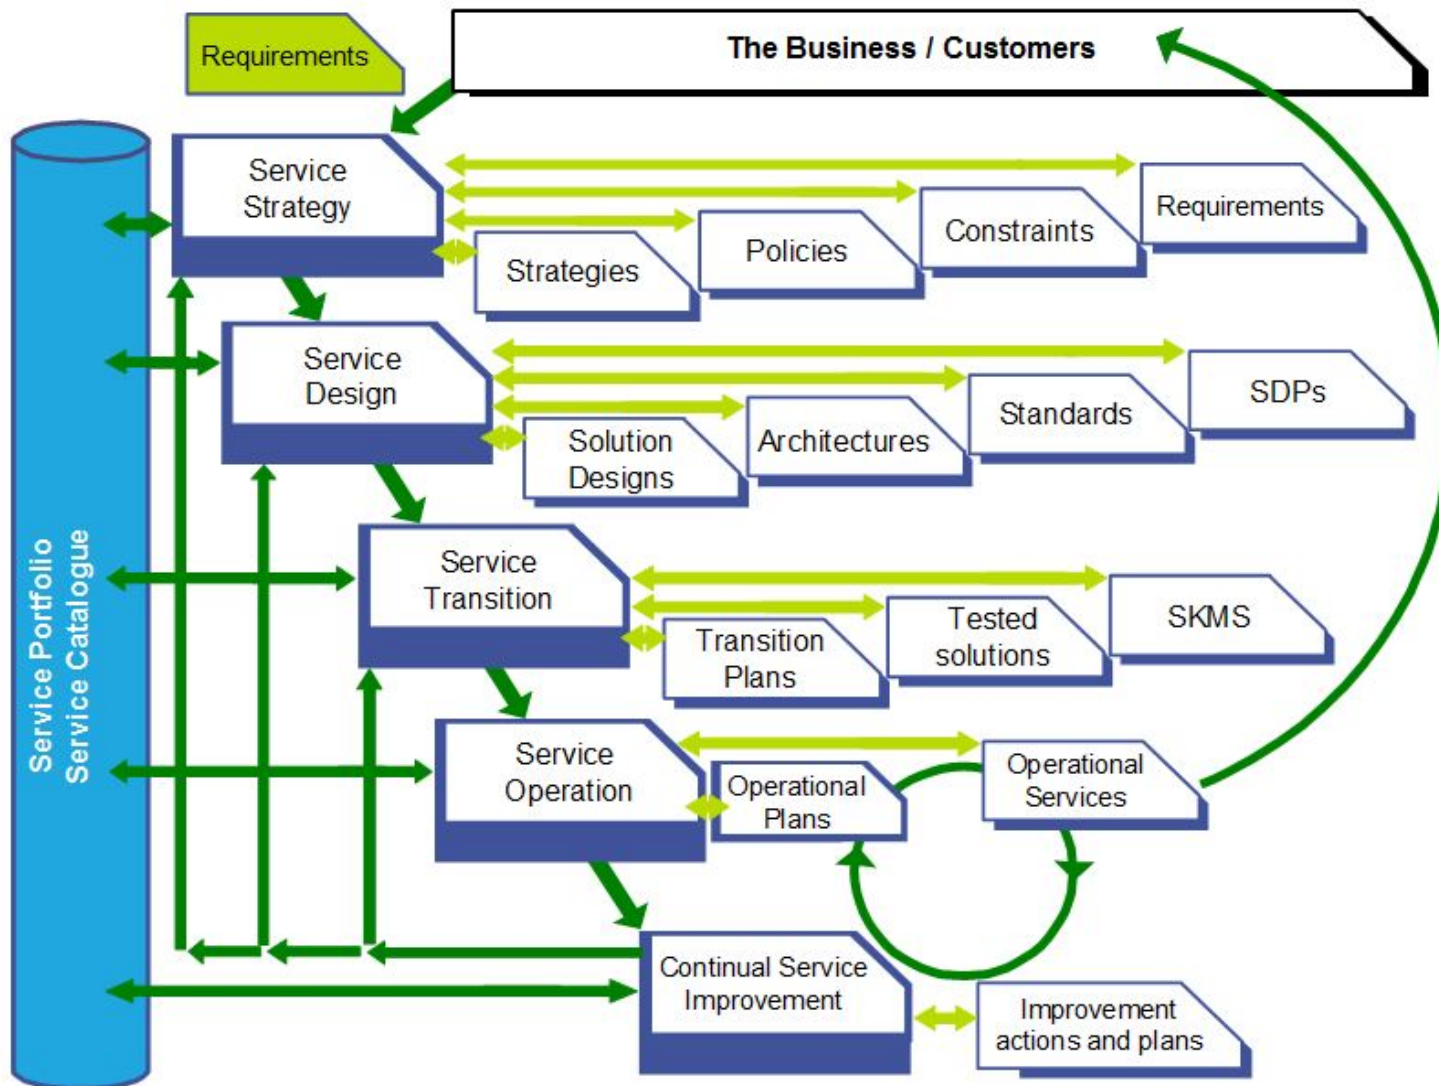 Requirements
The Business / Customers
Service
Strategy
Strategies
Policies
Constraints
Requirements
Service
Design
Solution
Designs
Architectures
Standards
SDPs
Service
Transition
Transition
Plans
Tested
solutions
SKMS
Service
Operation
Operational
Plans
Operational
Services
Continual Service
Improvement
Improvement
actions and plans
Service Portfolio
Service Catalogue